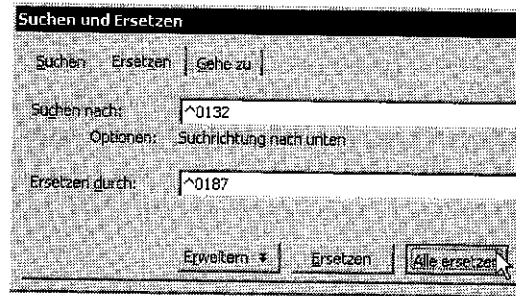 Suchen und Ersetzen
Suchen Ersetzen Gehe zu
Suchen nach: ^0132
Optionen: Suchrichtung nach unten
Ersetzen durch: ^0187
Erweitern Ersetzen Alle ersetzen